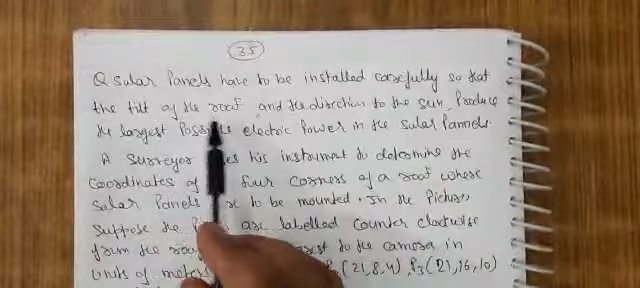 35
Q Solar Panels have to be installed carefully so that
the tilt of the roof, and the direction to the sun, Produce
the largest Possible electric Power in the Solar Pannels.
A Surveyor his instrument to determine the
Coordinates of four Corners of a roof where
Solar Panels to be mounted. In the Picture,
Suppose the are labelled Counter Clockwise
from the to the camera in
Units of meters (21,8,4), P3(21,16,10)